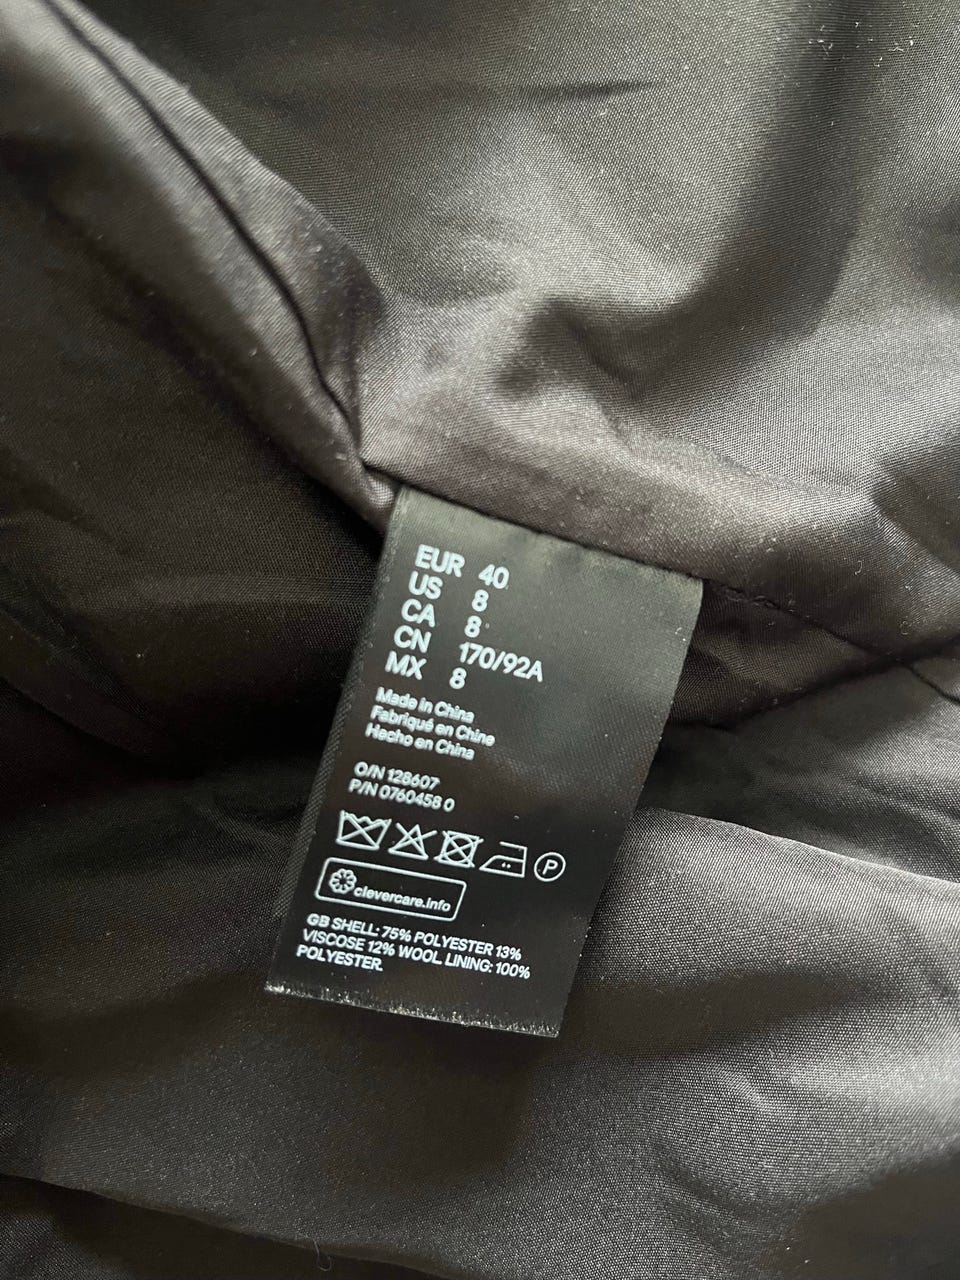 EUR 40
US 8
CA 8
CN 170/92A
MX 8
Made in China
Fabriqué en Chine
Hecho en China
O/N 128607
P/N 0760458 0
P
clevercare.info
GB SHELL: 75% POLYESTER 13%
VISCOSE 12% WOOL. LINING: 100%
POLYESTER.